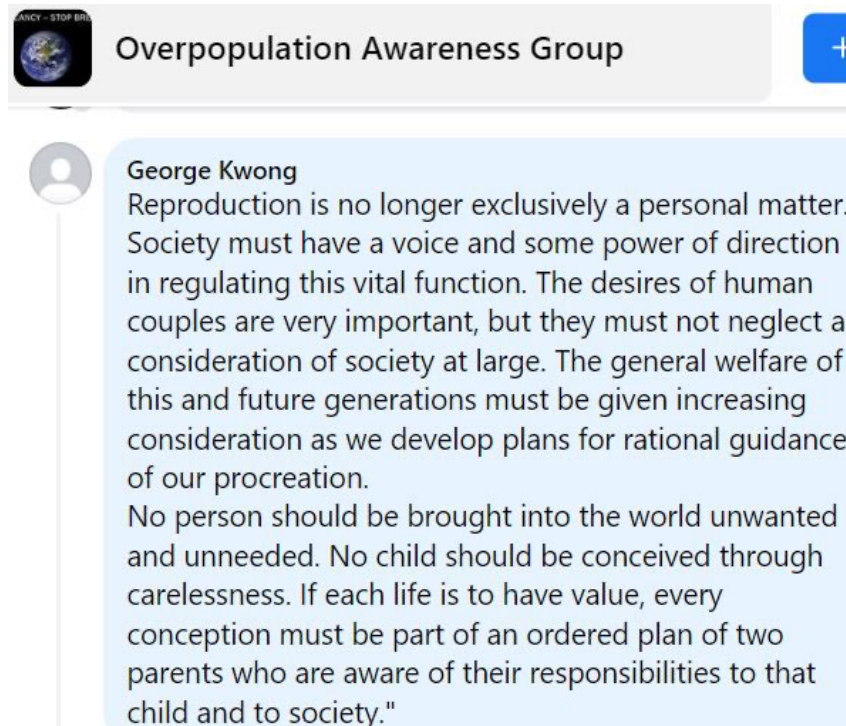 ANCY – STOP
Overpopulation Awareness Group
George Kwong
Reproduction is no longer exclusively a personal matter.
Society must have a voice and some power of direction
in regulating this vital function. The desires of human
couples are very important, but they must not neglect a
consideration of society at large. The general welfare of
this and future generations must be given increasing
consideration as we develop plans for rational guidance
of our procreation.
No person should be brought into the world unwanted
and unneeded. No child should be conceived through
carelessness. If each life is to have value, every
conception must be part of an ordered plan of two
parents who are aware of their responsibilities to that
child and to society."